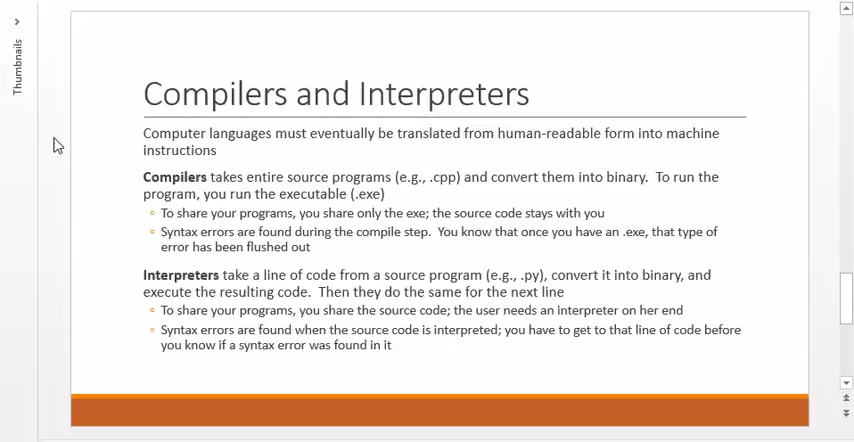 Thumbnails
Compilers and Interpreters
Computer languages must eventually be translated from human-readable form into machine
instructions
Compilers takes entire source programs (e.g., .cpp) and convert them into binary.  To run the
program, you run the executable (.exe)
◦ To share your programs, you share only the exe; the source code stays with you
◦ Syntax errors are found during the compile step.  You know that once you have an .exe, that type of
error has been flushed out
Interpreters take a line of code from a source program (e.g., .py), convert it into binary, and
execute the resulting code.  Then they do the same for the next line
◦ To share your programs, you share the source code; the user needs an interpreter on her end
◦ Syntax errors are found when the source code is interpreted; you have to get to that line of code before
you know if a syntax error was found in it